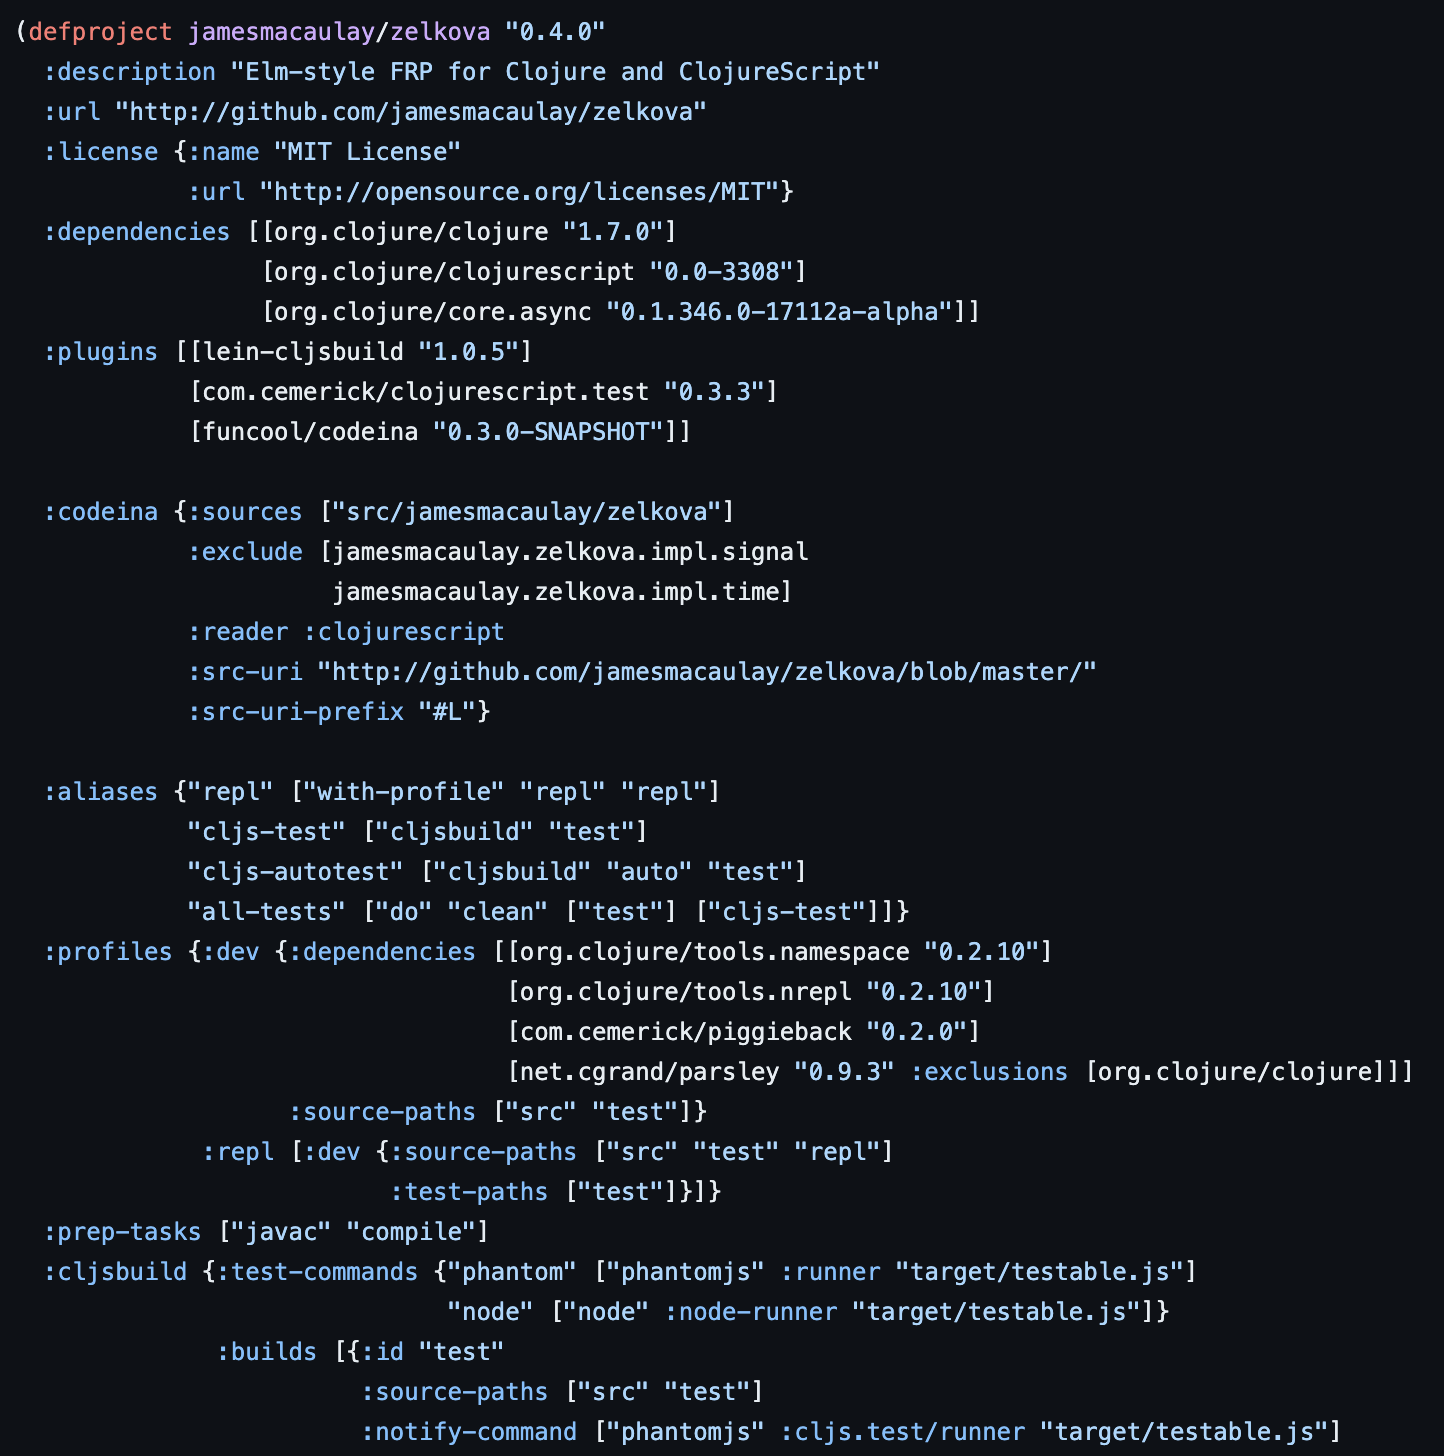 (defproject jamesmacaulay/zelkova "0.4.0"
  :description "Elm-style FRP for Clojure and ClojureScript"
  :url "http://github.com/jamesmacaulay/zelkova"
  :license {:name "MIT License"
            :url "http://opensource.org/licenses/MIT"}
  :dependencies [[org.clojure/clojure "1.7.0"]
                 [org.clojure/clojurescript "0.0-3308"]
                 [org.clojure/core.async "0.1.346.0-17112a-alpha"]]
  :plugins [[lein-cljsbuild "1.0.5"]
            [com.cemerick/clojurescript.test "0.3.3"]
            [funcool/codeina "0.3.0-SNAPSHOT"]]

  :codeina {:sources ["src/jamesmacaulay/zelkova"]
            :exclude [jamesmacaulay.zelkova.impl.signal
                      jamesmacaulay.zelkova.impl.time]
            :reader :clojurescript
            :src-uri "http://github.com/jamesmacaulay/zelkova/blob/master/"
            :src-uri-prefix "#L"}

  :aliases {"repl" ["with-profile" "repl" "repl"]
            "cljs-test" ["cljsbuild" "test"]
            "cljs-autotest" ["cljsbuild" "auto" "test"]
            "all-tests" ["do" "clean" ["test"] ["cljs-test"]]}
  :profiles {:dev {:dependencies [[org.clojure/tools.namespace "0.2.10"]
                                  [org.clojure/tools.nrepl "0.2.10"]
                                  [com.cemerick/piggieback "0.2.0"]
                                  [net.cgrand/parsley "0.9.3" :exclusions [org.clojure/clojure]]]
                   :source-paths ["src" "test"]}
             :repl [:dev {:source-paths ["src" "test" "repl"]
                          :test-paths ["test"]}]}
  :prep-tasks ["javac" "compile"]
  :cljsbuild {:test-commands {"phantom" ["phantomjs" :runner "target/testable.js"]
                              "node" ["node" :node-runner "target/testable.js"]}
              :builds [{:id "test"
                        :source-paths ["src" "test"]
                        :notify-command ["phantomjs" :cljs.test/runner "target/testable.js"]